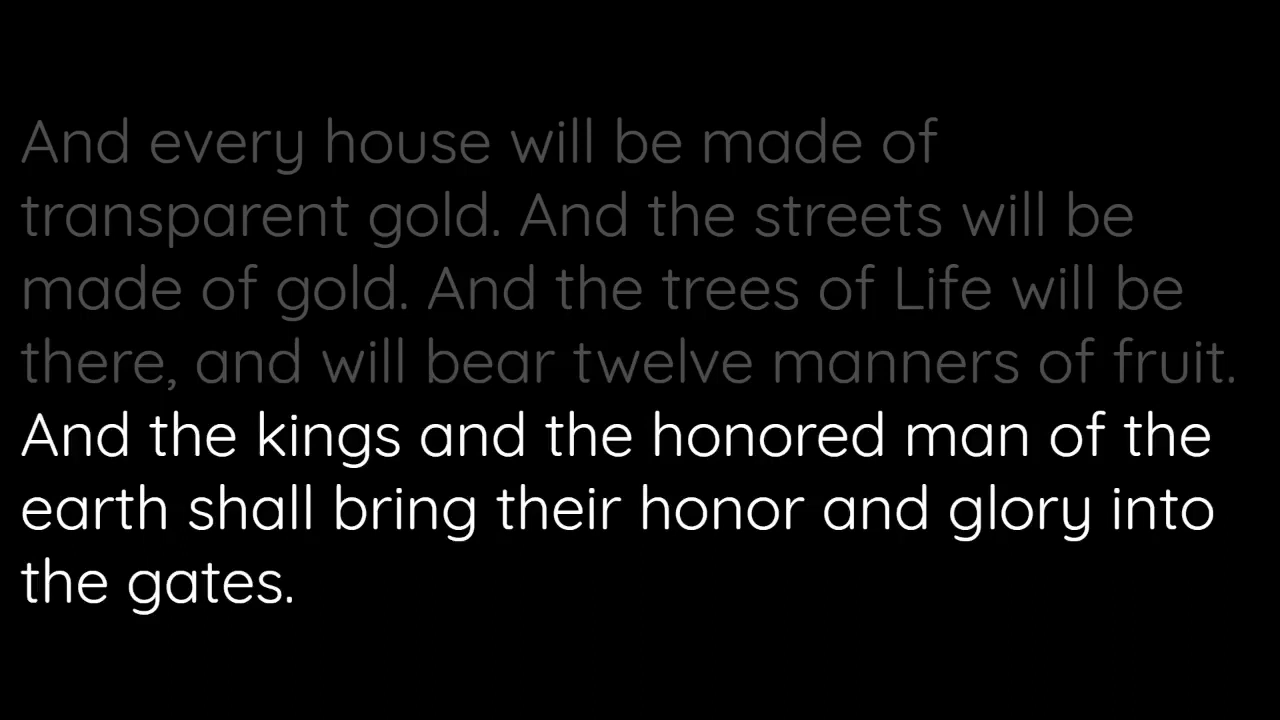 And every house will be made of
transparent gold. And the streets will be
made of gold. And the trees of Life will be
there, and will bear twelve manners of fruit.
And the kings and the honored man of the
earth shall bring their honor and glory into
the gates.